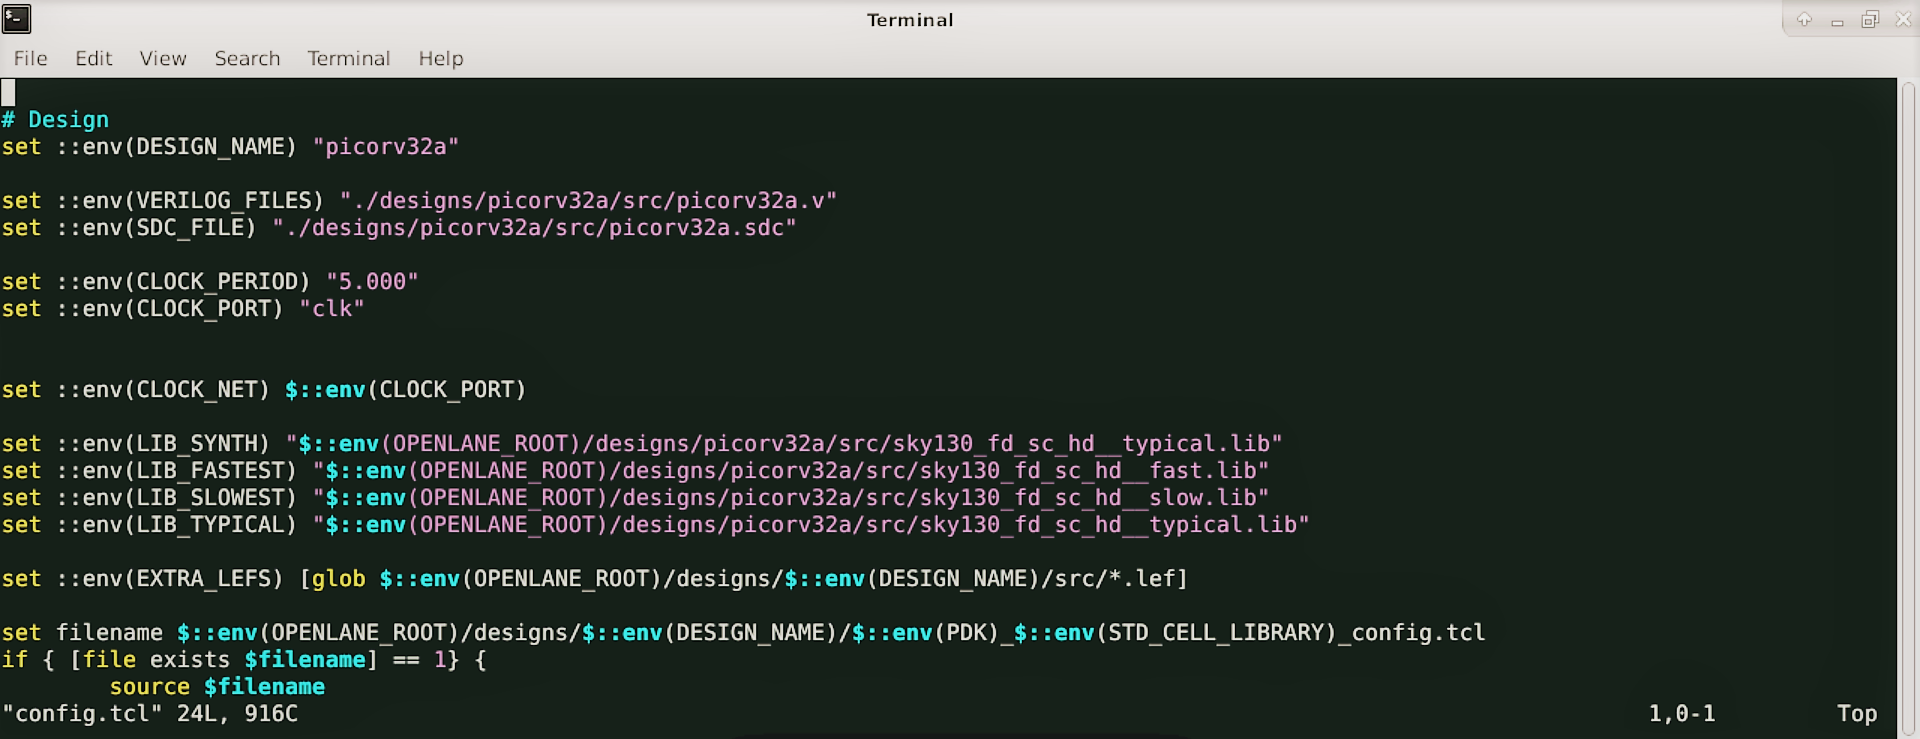 Terminal
File Edit View Search Terminal Help
# Design
set ::env(DESIGN_NAME) "picorv32a"
set ::env(VERILOG_FILES) "./designs/picorv32a/src/picorv32a.v"
set ::env(SDC_FILE) "./designs/picorv32a/src/picorv32a.sdc"
set ::env(CLOCK_PERIOD) "5.000"
set ::env(CLOCK_PORT) "clk"
set ::env(CLOCK_NET) $::env(CLOCK_PORT)
set ::env(LIB_SYNTH) "$::env(OPENLANE_ROOT)/designs/picorv32a/src/sky130_fd_sc_hd__typical.lib"
set ::env(LIB_FASTEST) "$::env(OPENLANE_ROOT)/designs/picorv32a/src/sky130_fd_sc_hd__fast.lib"
set ::env(LIB_SLOWEST) "$::env(OPENLANE_ROOT)/designs/picorv32a/src/sky130_fd_sc_hd__slow.lib"
set ::env(LIB_TYPICAL) "$::env(OPENLANE_ROOT)/designs/picorv32a/src/sky130_fd_sc_hd__typical.lib"
set ::env(EXTRA_LEFS) [glob $::env(OPENLANE_ROOT)/designs/$::env(DESIGN_NAME)/src/*.lef]
set filename $::env(OPENLANE_ROOT)/designs/$::env(DESIGN_NAME)/$::env(PDK)_$::env(STD_CELL_LIBRARY)_config.tcl
if { [file exists $filename] == 1} {
        source $filename
"config.tcl" 24L, 916C 1,0-1 Top